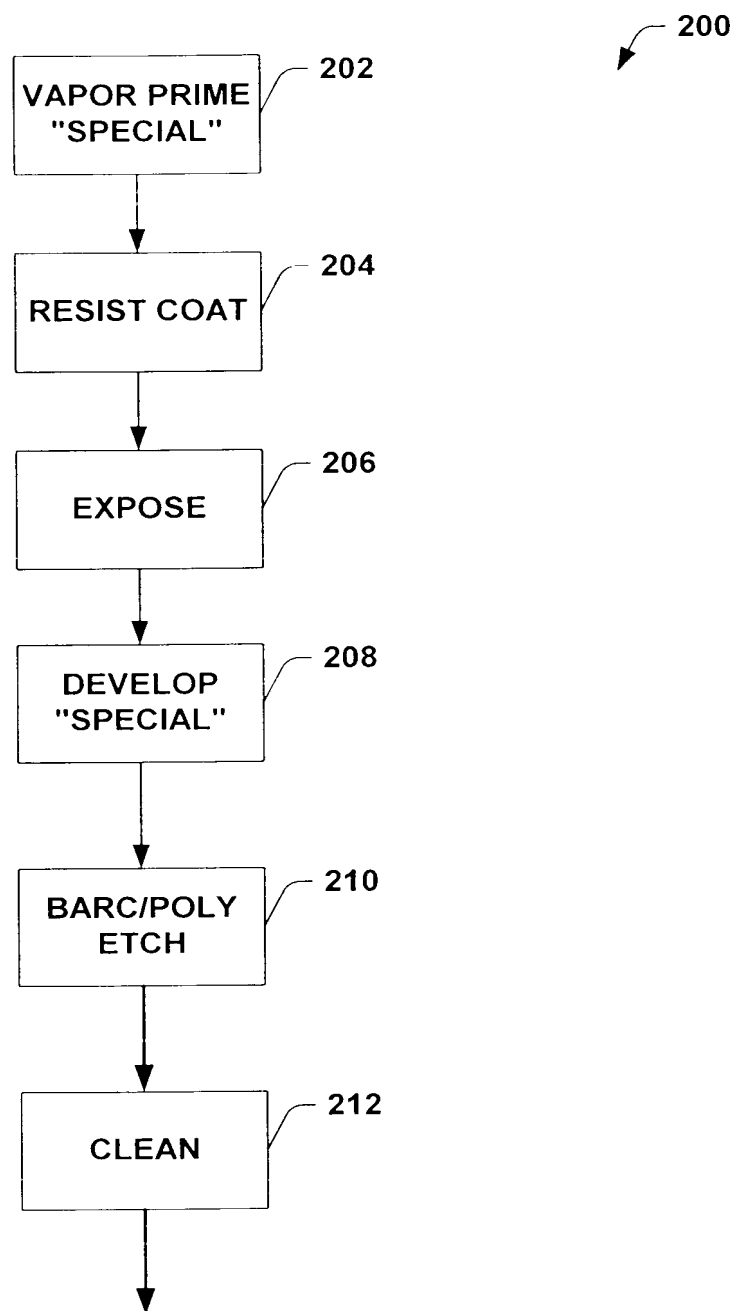 200
202
VAPOR PRIME
"SPECIAL"
204
RESIST COAT
206
EXPOSE
208
DEVELOP
"SPECIAL"
210
BARC/POLY
ETCH
212
CLEAN